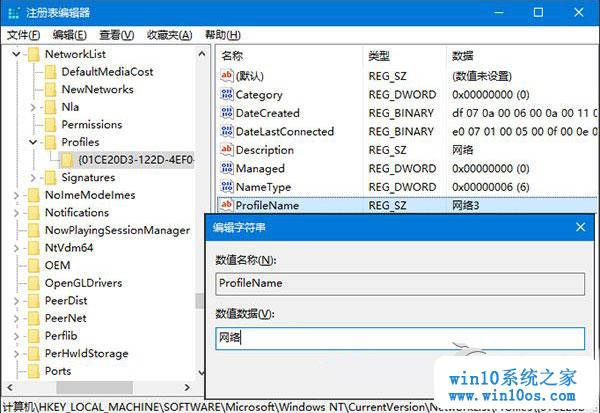 注册表编辑器
文件(F) 编辑(E) 查看(V) 收藏夹(A) 帮助(H)
NetworkList
DefaultMediaCost
NewNetworks
Nla
Permissions
Profiles
{01CE20D3-122D-4EF0-
Signatures
NoImeModeImes
Notifications
NowPlayingSessionManager
NtVdm64
OEM
OpenGLDrivers
PeerDist
PeerNet
Perflib
PerHwIdStorage
Ports
名称 类型 数据
(默认) REG_SZ (数值未设置)
Category REG_DWORD 0x00000000 (0)
DateCreated REG_BINARY df 07 0a 00 06 00 0a 00 11 0
DateLastConnected REG_BINARY e0 07 01 00 05 00 0f 00 0e 0
Description REG_SZ 网络
Managed REG_DWORD 0x00000000 (0)
NameType REG_DWORD 0x00000006 (6)
ProfileName REG_SZ 网络3
编辑字符串
数值名称(N):
ProfileName
数值数据(V):
网络
win10系统之家
www.win10os.com
计算机\HKEY_LOCAL_MACHINE\SOFTWARE\Microsoft\Windows NT\CurrentVersion\NetworkList\Profiles\{01CE20D